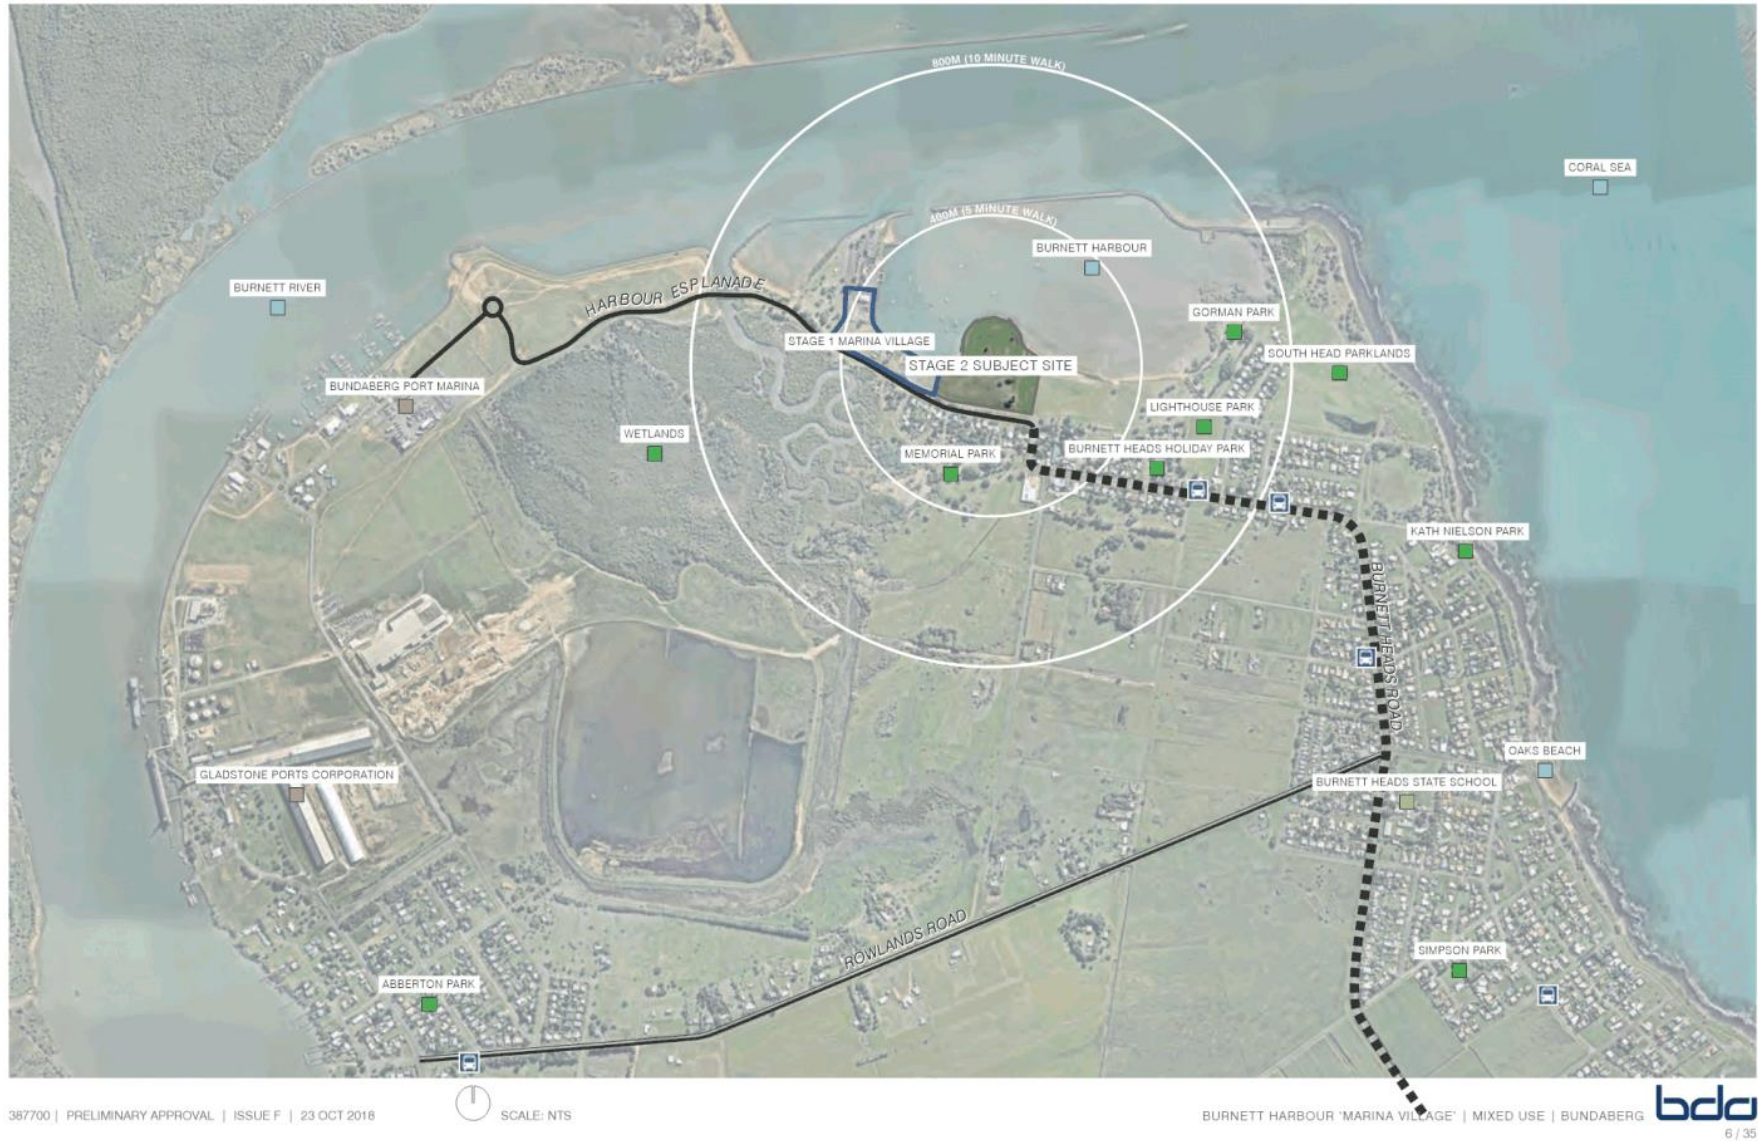 800M (10 MINUTE WALK)
CORAL SEA
400M (5 MINUTE WALK)
BURNETT HARBOUR
BURNETT RIVER
HARBOUR ESPLANADE
GORMAN PARK
STAGE 1 MARINA VILLAGE
SOUTH HEAD PARKLANDS
STAGE 2 SUBJECT SITE
BUNDABERG PORT MARINA
LIGHTHOUSE PARK
WETLANDS
BURNETT HEADS HOLIDAY PARK
MEMORIAL PARK
KATH NIELSON PARK
BURNETT HEADS ROAD
OAKS BEACH
GLADSTONE PORTS CORPORATION
BURNETT HEADS STATE SCHOOL
ROWLANDS ROAD
SIMPSON PARK
ABBERTON PARK
387700 | PRELIMINARY APPROVAL | ISSUE F | 23 OCT 2018
SCALE: NTS
BURNETT HARBOUR 'MARINA VILLAGE' | MIXED USE | BUNDABERG
bda
6 / 35